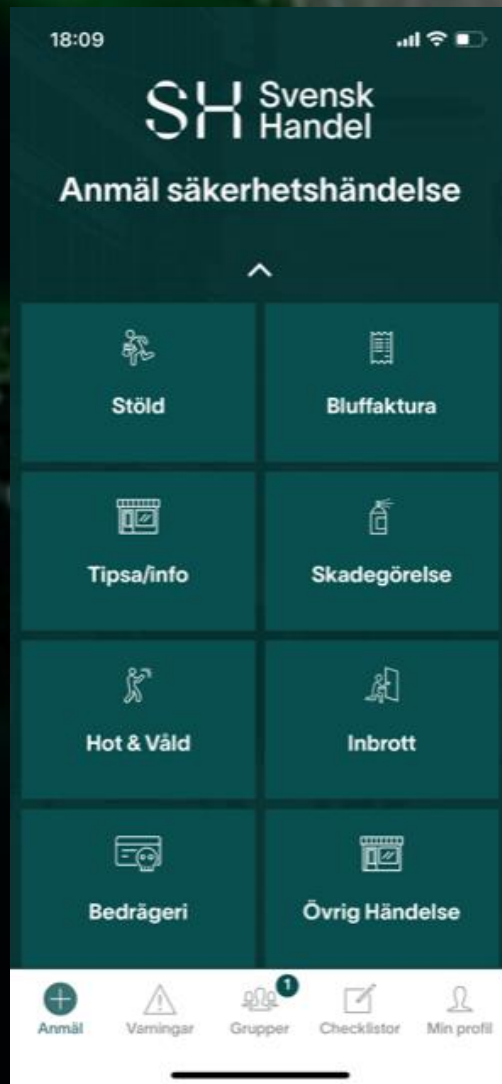 18:09
SH Svensk
Handel
Anmäl säkerhetshändelse
Stöld
Bluffaktura
Tipsa/info
Skadegörelse
Hot & Våld
Inbrott
Bedrägeri
Övrig Händelse
1
Anmäl
Varningar
Grupper
Checklistor
Min profil